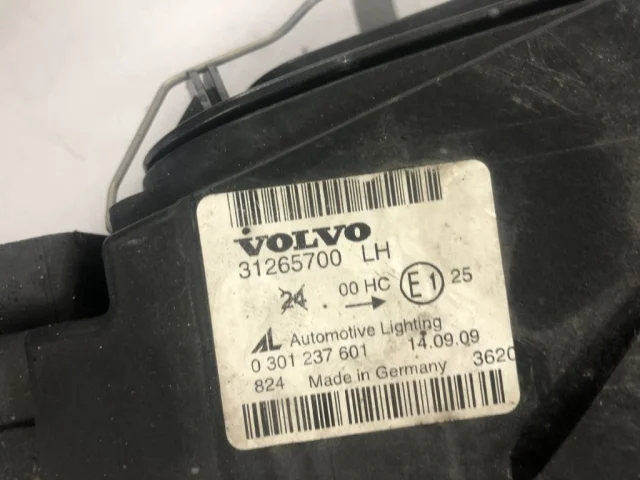 VOLVO
31265700 LH
24. 00 HC → E1 25
AL Automotive Lighting
0 301 237 601 14.09.09
824 Made in Germany 3620